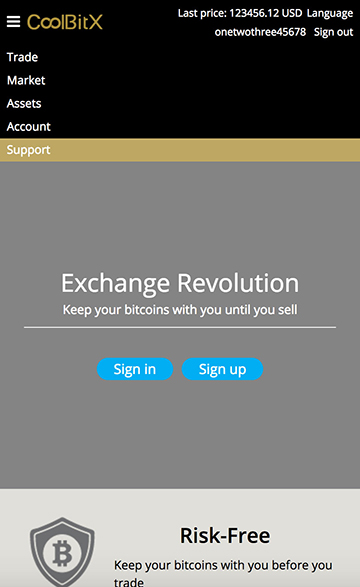 CoolBitX
Last price: 123456.12 USD Language
onetwothree45678 Sign out
Trade
Market
Assets
Account
Support
Exchange Revolution
Keep your bitcoins with you until you sell
Sign in Sign up
Risk-Free
Keep your bitcoins with you before you
trade